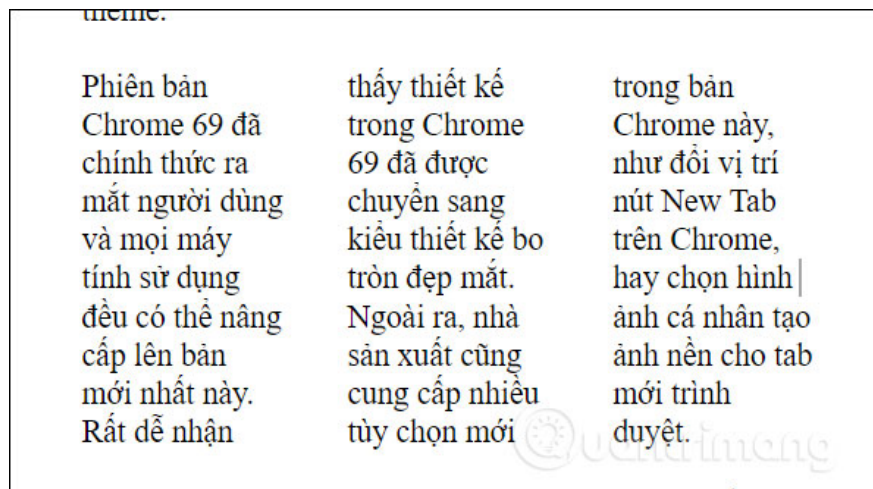 theme.
Phiên bản
Chrome 69 đã
chính thức ra
mắt người dùng
và mọi máy
tính sử dụng
đều có thể nâng
cấp lên bản
mới nhất này.
Rất dễ nhận
thấy thiết kế
trong Chrome
69 đã được
chuyển sang
kiểu thiết kế bo
tròn đẹp mắt.
Ngoài ra, nhà
sản xuất cũng
cung cấp nhiều
tùy chọn mới
trong bản
Chrome này,
như đổi vị trí
nút New Tab
trên Chrome,
hay chọn hình
ảnh cá nhân tạo
ảnh nền cho tab
mới trình
duyệt.
Quantrimang